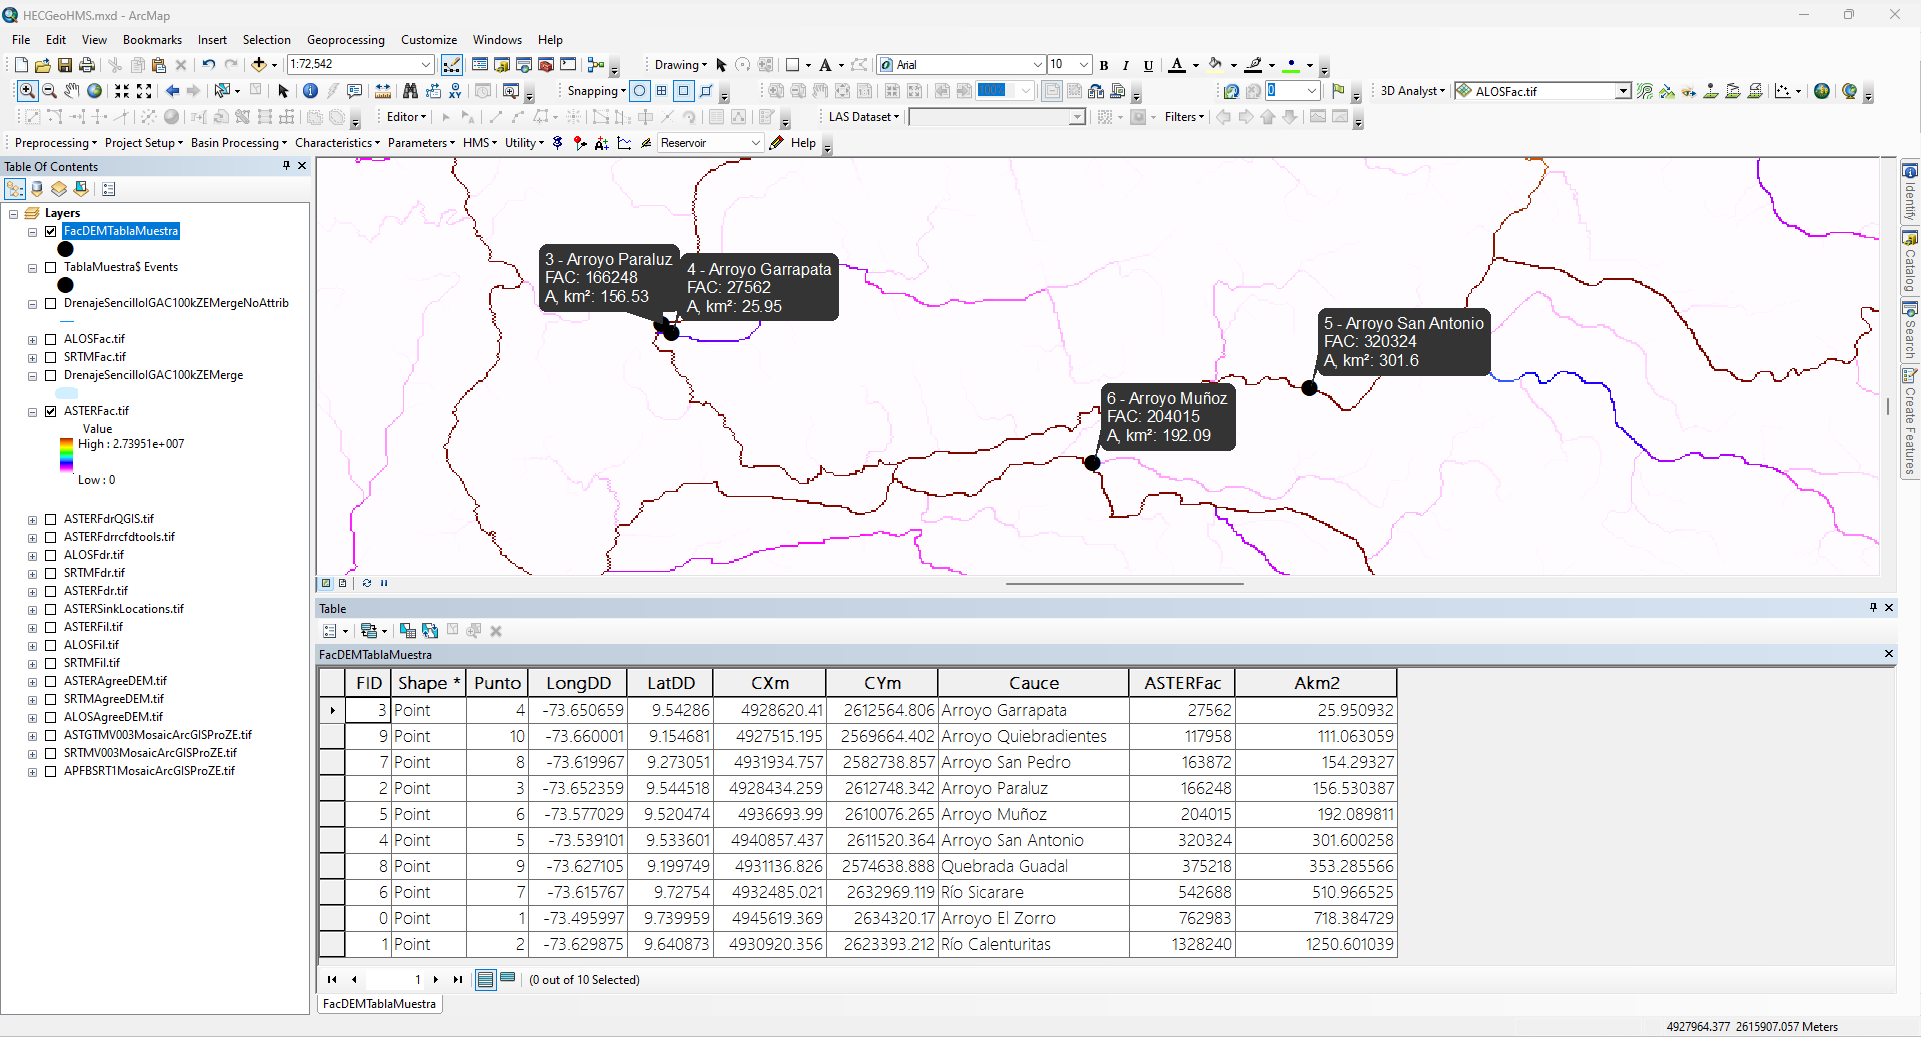 HECGeoHMS.mxd - ArcMap
File Edit View Bookmarks Insert Selection Geoprocessing Customize Windows Help
1:72,542 Drawing Arial 10 B I U A
Snapping 100% 0 3D Analyst ALOSFac.tif
Editor LAS Dataset Filters
Preprocessing Project Setup Basin Processing Characteristics Parameters HMS Utility Reservoir Help
Table Of Contents
Layers
FacDEMTablaMuestra
TablaMuestra$ Events
DrenajeSencilloIGAC100kZEMergeNoAttrib
ALOSFac.tif
SRTMFac.tif
DrenajeSencilloIGAC100kZEMerge
ASTERFac.tif
Value
High : 2.73951e+007
Low : 0
ASTERFdrQGIS.tif
ASTERFdrrcfdtools.tif
ALOSFdr.tif
SRTMFdr.tif
ASTERFdr.tif
ASTERSinkLocations.tif
ASTERFil.tif
ALOSFil.tif
SRTMFil.tif
ASTERAgreeDEM.tif
SRTMAgreeDEM.tif
ALOSAgreeDEM.tif
ASTGTMV003MosaicArcGISProZE.tif
SRTMV003MosaicArcGISProZE.tif
APFBSRT1MosaicArcGISProZE.tif
3 - Arroyo Paraluz
FAC: 166248
A, km²: 156.53
4 - Arroyo Garrapata
FAC: 27562
A, km²: 25.95
5 - Arroyo San Antonio
FAC: 320324
A, km²: 301.6
6 - Arroyo Muñoz
FAC: 204015
A, km²: 192.09
Identify
Catalog
Search
Create Features
Table
FacDEMTablaMuestra
FID Shape * Punto LongDD LatDD CXm CYm Cauce ASTERFac Akm2
3 Point 4 -73.650659 9.54286 4928620.41 2612564.806 Arroyo Garrapata 27562 25.950932
9 Point 10 -73.660001 9.154681 4927515.195 2569664.402 Arroyo Quiebradientes 117958 111.063059
7 Point 8 -73.619967 9.273051 4931934.757 2582738.857 Arroyo San Pedro 163872 154.29327
2 Point 3 -73.652359 9.544518 4928434.259 2612748.342 Arroyo Paraluz 166248 156.530387
5 Point 6 -73.577029 9.520474 4936693.99 2610076.265 Arroyo Muñoz 204015 192.089811
4 Point 5 -73.539101 9.533601 4940857.437 2611520.364 Arroyo San Antonio 320324 301.600258
8 Point 9 -73.627105 9.199749 4931136.826 2574638.888 Quebrada Guadal 375218 353.285566
6 Point 7 -73.615767 9.72754 4932485.021 2632969.119 Río Sicarare 542688 510.966525
0 Point 1 -73.495997 9.739959 4945619.369 2634320.17 Arroyo El Zorro 762983 718.384729
1 Point 2 -73.629875 9.640873 4930920.356 2623393.212 Río Calenturitas 1328240 1250.601039
1 (0 out of 10 Selected)
FacDEMTablaMuestra
4927964.377 2615907.057 Meters